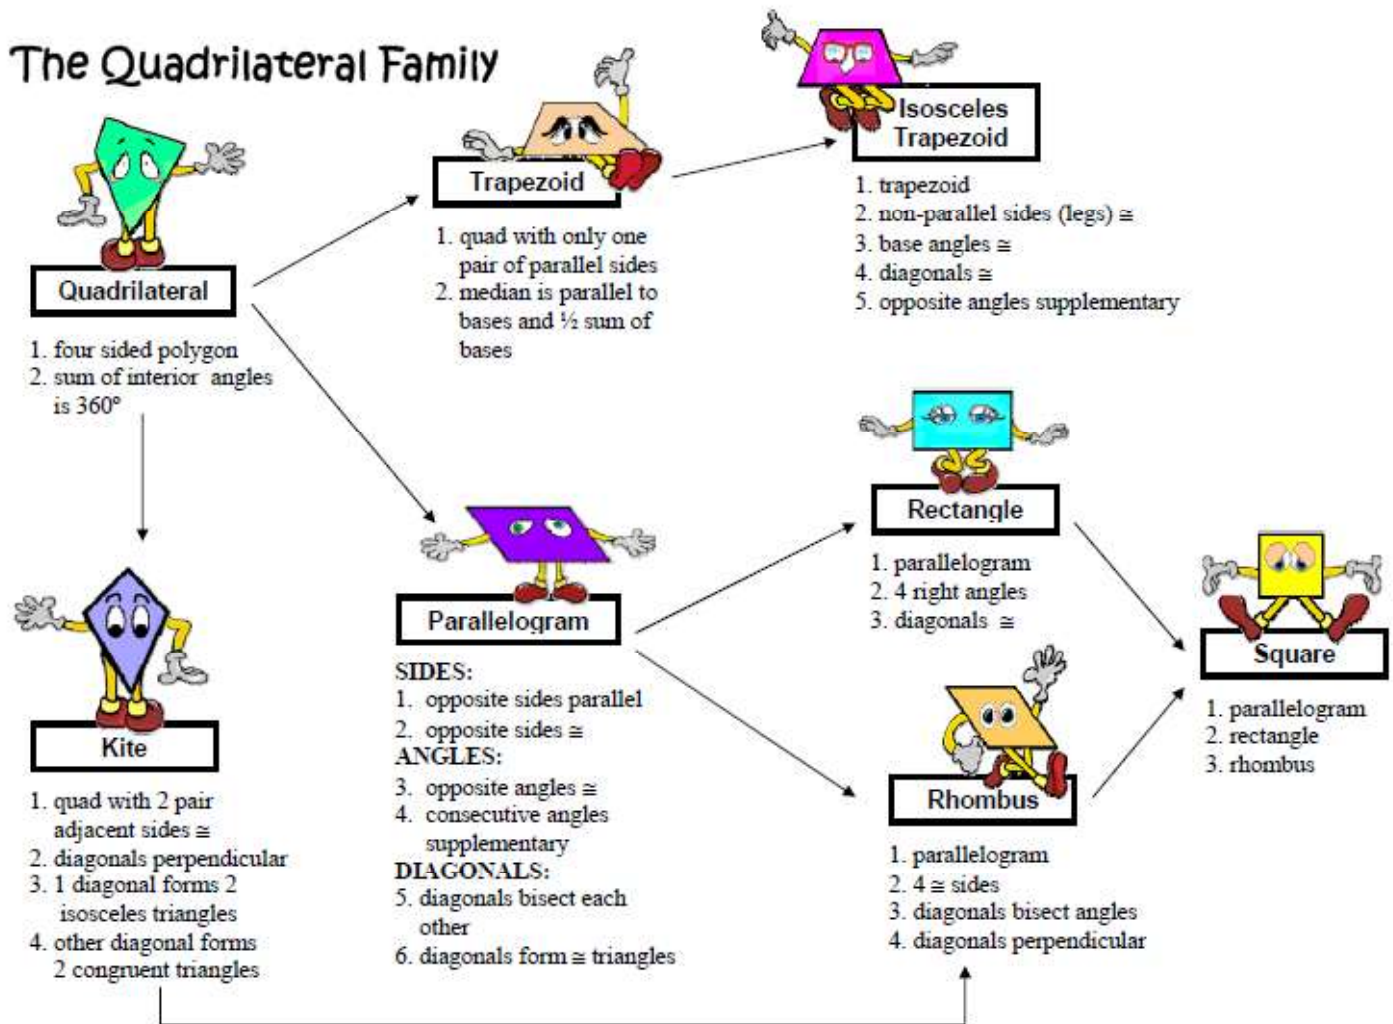 The Quadrilateral Family
Quadrilateral
1. four sided polygon
2. sum of interior angles
is 360°
Trapezoid
1. quad with only one
pair of parallel sides
2. median is parallel to
bases and ½ sum of
bases
Isosceles
Trapezoid
1. trapezoid
2. non-parallel sides (legs) ≅
3. base angles ≅
4. diagonals ≅
5. opposite angles supplementary
Kite
1. quad with 2 pair
adjacent sides ≅
2. diagonals perpendicular
3. 1 diagonal forms 2
isosceles triangles
4. other diagonal forms
2 congruent triangles
Parallelogram
SIDES:
1. opposite sides parallel
2. opposite sides ≅
ANGLES:
3. opposite angles ≅
4. consecutive angles
supplementary
DIAGONALS:
5. diagonals bisect each
other
6. diagonals form ≅ triangles
Rectangle
1. parallelogram
2. 4 right angles
3. diagonals ≅
Rhombus
1. parallelogram
2. 4 ≅ sides
3. diagonals bisect angles
4. diagonals perpendicular
Square
1. parallelogram
2. rectangle
3. rhombus